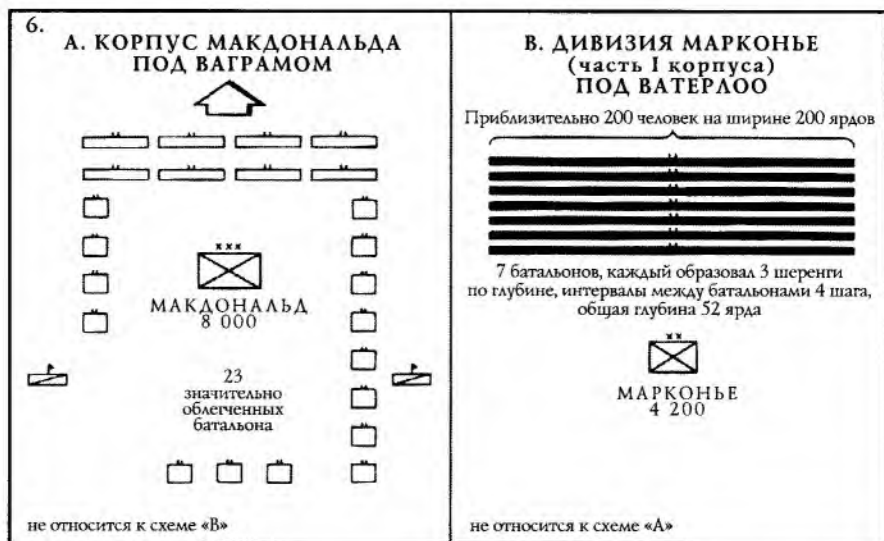 6.
А. КОРПУС МАКДОНАЛЬДА
ПОД ВАГРАМОМ
xxx
МАКДОНАЛЬД
8 000
23
значительно
облегченных
батальона
не относится к схеме «В»
В. ДИВИЗИЯ МАРКОНЬЕ
(часть I корпуса)
ПОД ВАТЕРЛОО
Приблизительно 200 человек на ширине 200 ярдов
7 батальонов, каждый образовал 3 шеренги
по глубине, интервалы между батальонами 4 шага,
общая глубина 52 ярда
xx
МАРКОНЬЕ
4 200
не относится к схеме «А»